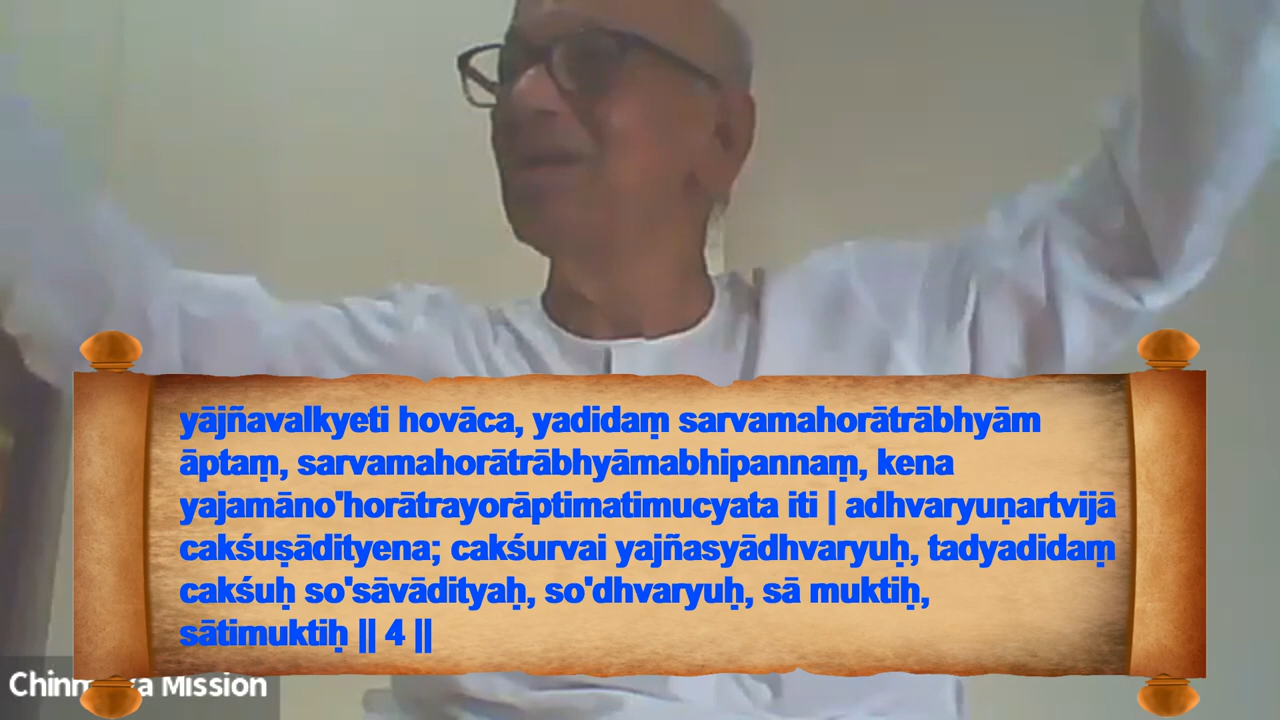 yājñavalkyeti hovāca, yadidaṃ sarvamahorātrābhyām
āptaṃ, sarvamahorātrābhyāmabhipannaṃ, kena
yajamāno'horātrayorāptimatimucyata iti | adhvaryuṇartvijā
cakśuṣādityena; cakśurvai yajñasyādhvaryuḥ, tadyadidaṃ
cakśuḥ so'sāvādityaḥ, so'dhvaryuḥ, sā muktiḥ,
sātimuktiḥ || 4 ||
Mission